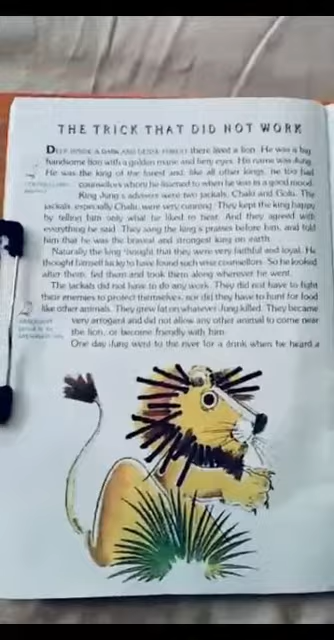 THE TRICK THAT DID NOT WORK
DEEP INSIDE A DARK AND DENSE FOREST there lived a lion. He was a big
handsome lion with a golden mane and fiery eyes. His name was Jung.
He was the king of the forest and, like all other kings, he too had
counsellors whom he listened to when he was in a good mood.
King Jung's advisers were two jackals, Chalu and Golu. The
jackals, especially Chalu, were very cunning. They kept the king happy
by telling him only what he liked to hear. And they agreed with
everything he said. They sang the king's praises before him, and told
him that he was the bravest and strongest king on earth.
Naturally the king thought that they were very faithful and loyal. He
thought himself lucky to have found such wise counsellors. So he looked
after them, fed them and took them along wherever he went.
The jackals did not have to do any work. They did not have to fight
their enemies to protect themselves, nor did they have to hunt for food
like other animals. They grew fat on whatever Jung killed. They became
very arrogant and did not allow any other animal to come near
the lion, or become friendly with him.
One day Jung went to the river for a drink when he heard a